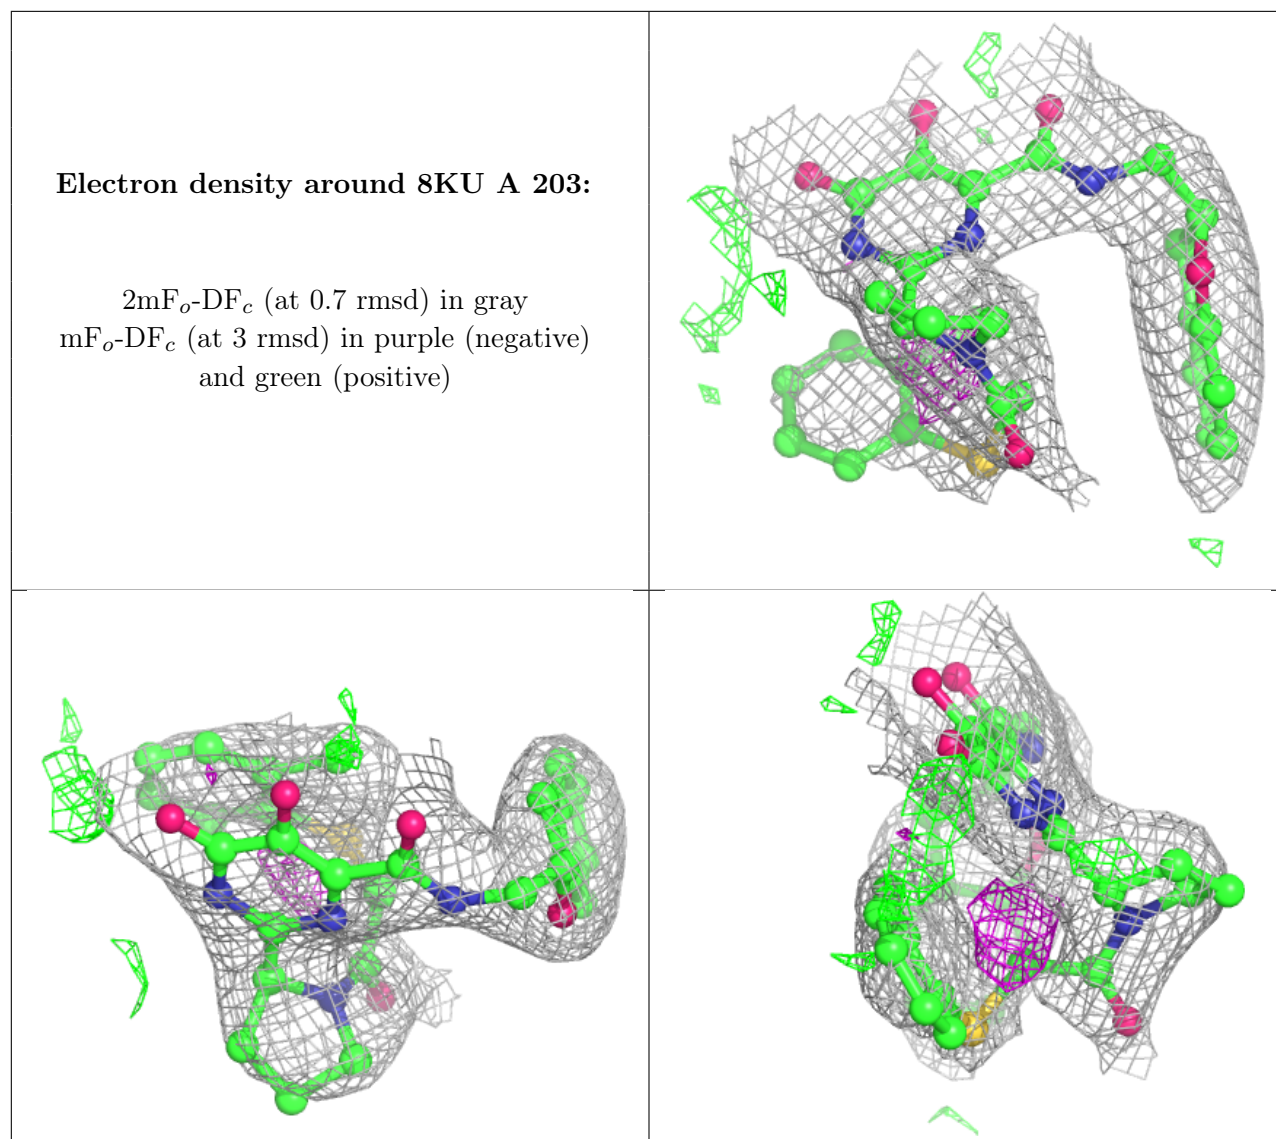 Electron density around 8KU A 203:
2mFo-DFc (at 0.7 rmsd) in gray
mFo-DFc (at 3 rmsd) in purple (negative)
and green (positive)